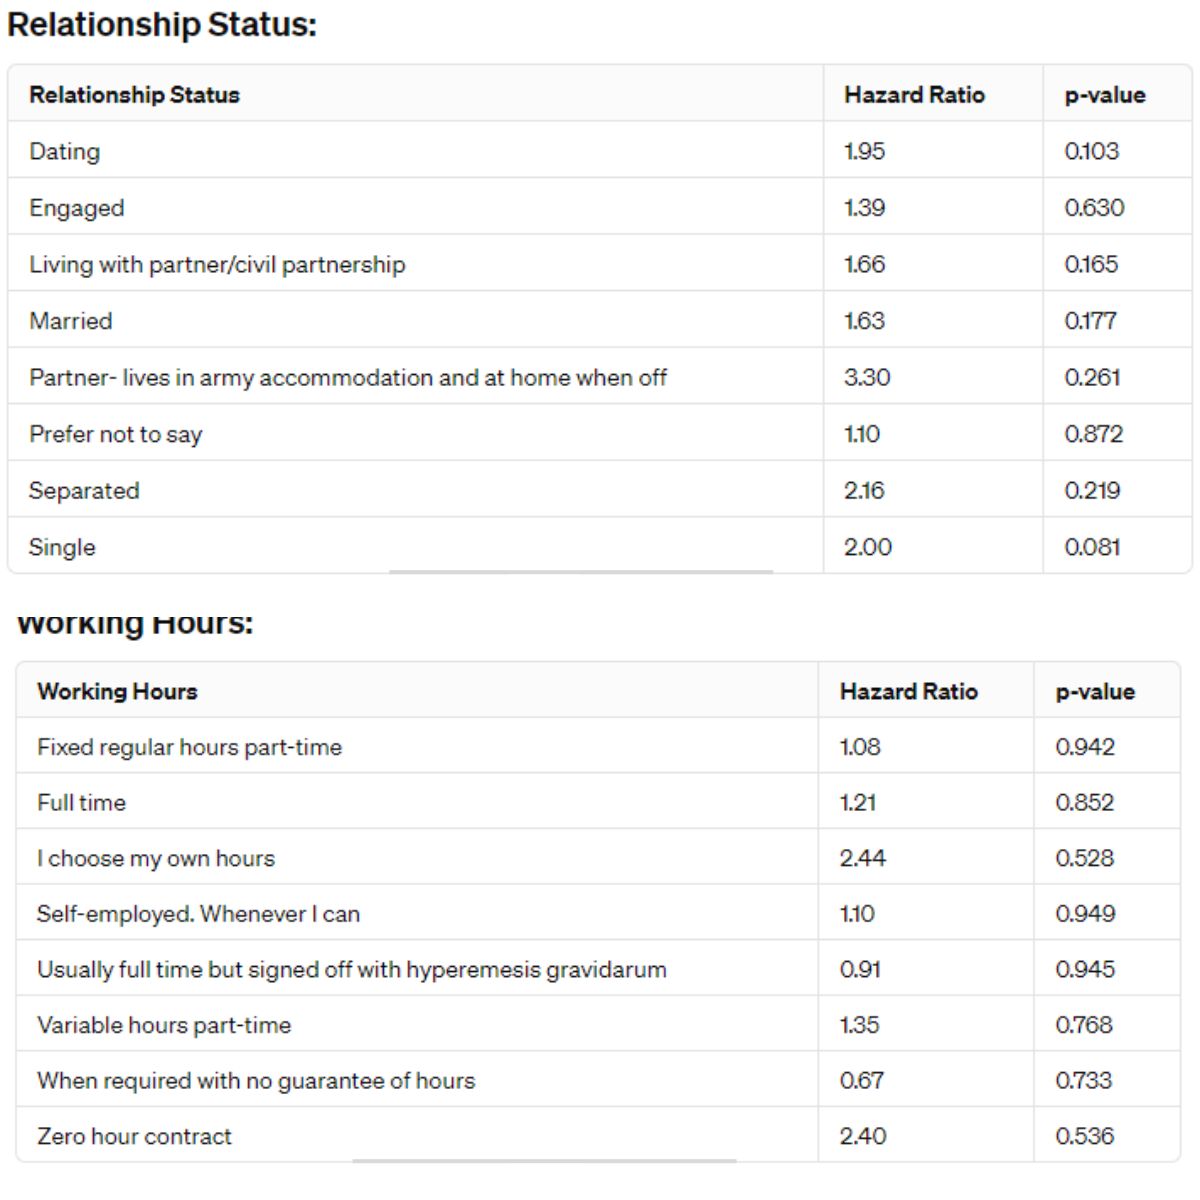 Relationship Status:
Relationship Status Hazard Ratio p-value
Dating 1.95 0.103
Engaged 1.39 0.630
Living with partner/civil partnership 1.66 0.165
Married 1.63 0.177
Partner- lives in army accommodation and at home when off 3.30 0.261
Prefer not to say 1.10 0.872
Separated 2.16 0.219
Single 2.00 0.081
Working Hours:
Working Hours Hazard Ratio p-value
Fixed regular hours part-time 1.08 0.942
Full time 1.21 0.852
I choose my own hours 2.44 0.528
Self-employed. Whenever I can 1.10 0.949
Usually full time but signed off with hyperemesis gravidarum 0.91 0.945
Variable hours part-time 1.35 0.768
When required with no guarantee of hours 0.67 0.733
Zero hour contract 2.40 0.536